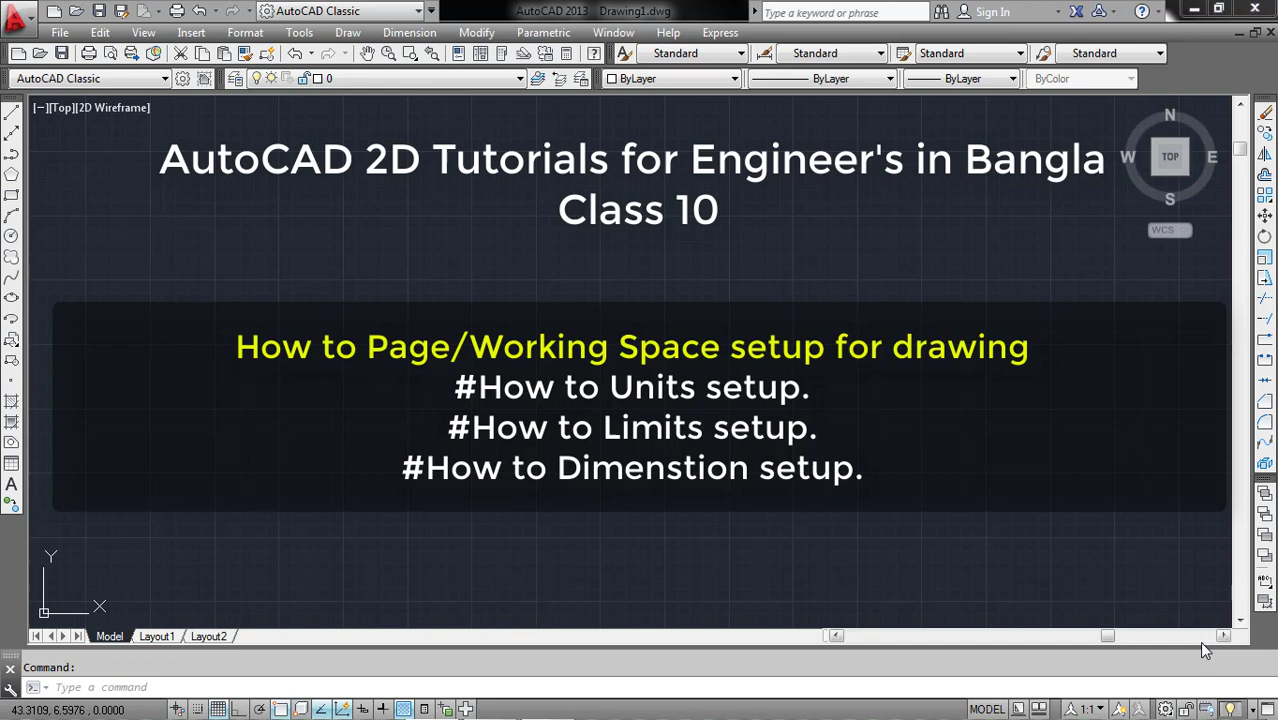 AutoCAD Classic
AutoCAD 2013 Drawing1.dwg
Type a keyword or phrase
Sign In
File Edit View Insert Format Tools Draw Dimension Modify Parametric Window Help Express
Standard Standard Standard Standard
AutoCAD Classic 0 ByLayer ByLayer ByLayer ByColor
[−][Top][2D Wireframe]
N
W TOP E
S
WCS
AutoCAD 2D Tutorials for Engineer's in Bangla
Class 10
How to Page/Working Space setup for drawing
#How to Units setup.
#How to Limits setup.
#How to Dimenstion setup.
Y
X
Model Layout1 Layout2
Command:
Type a command
43.3109, 6.5976, 0.0000 MODEL 1:1